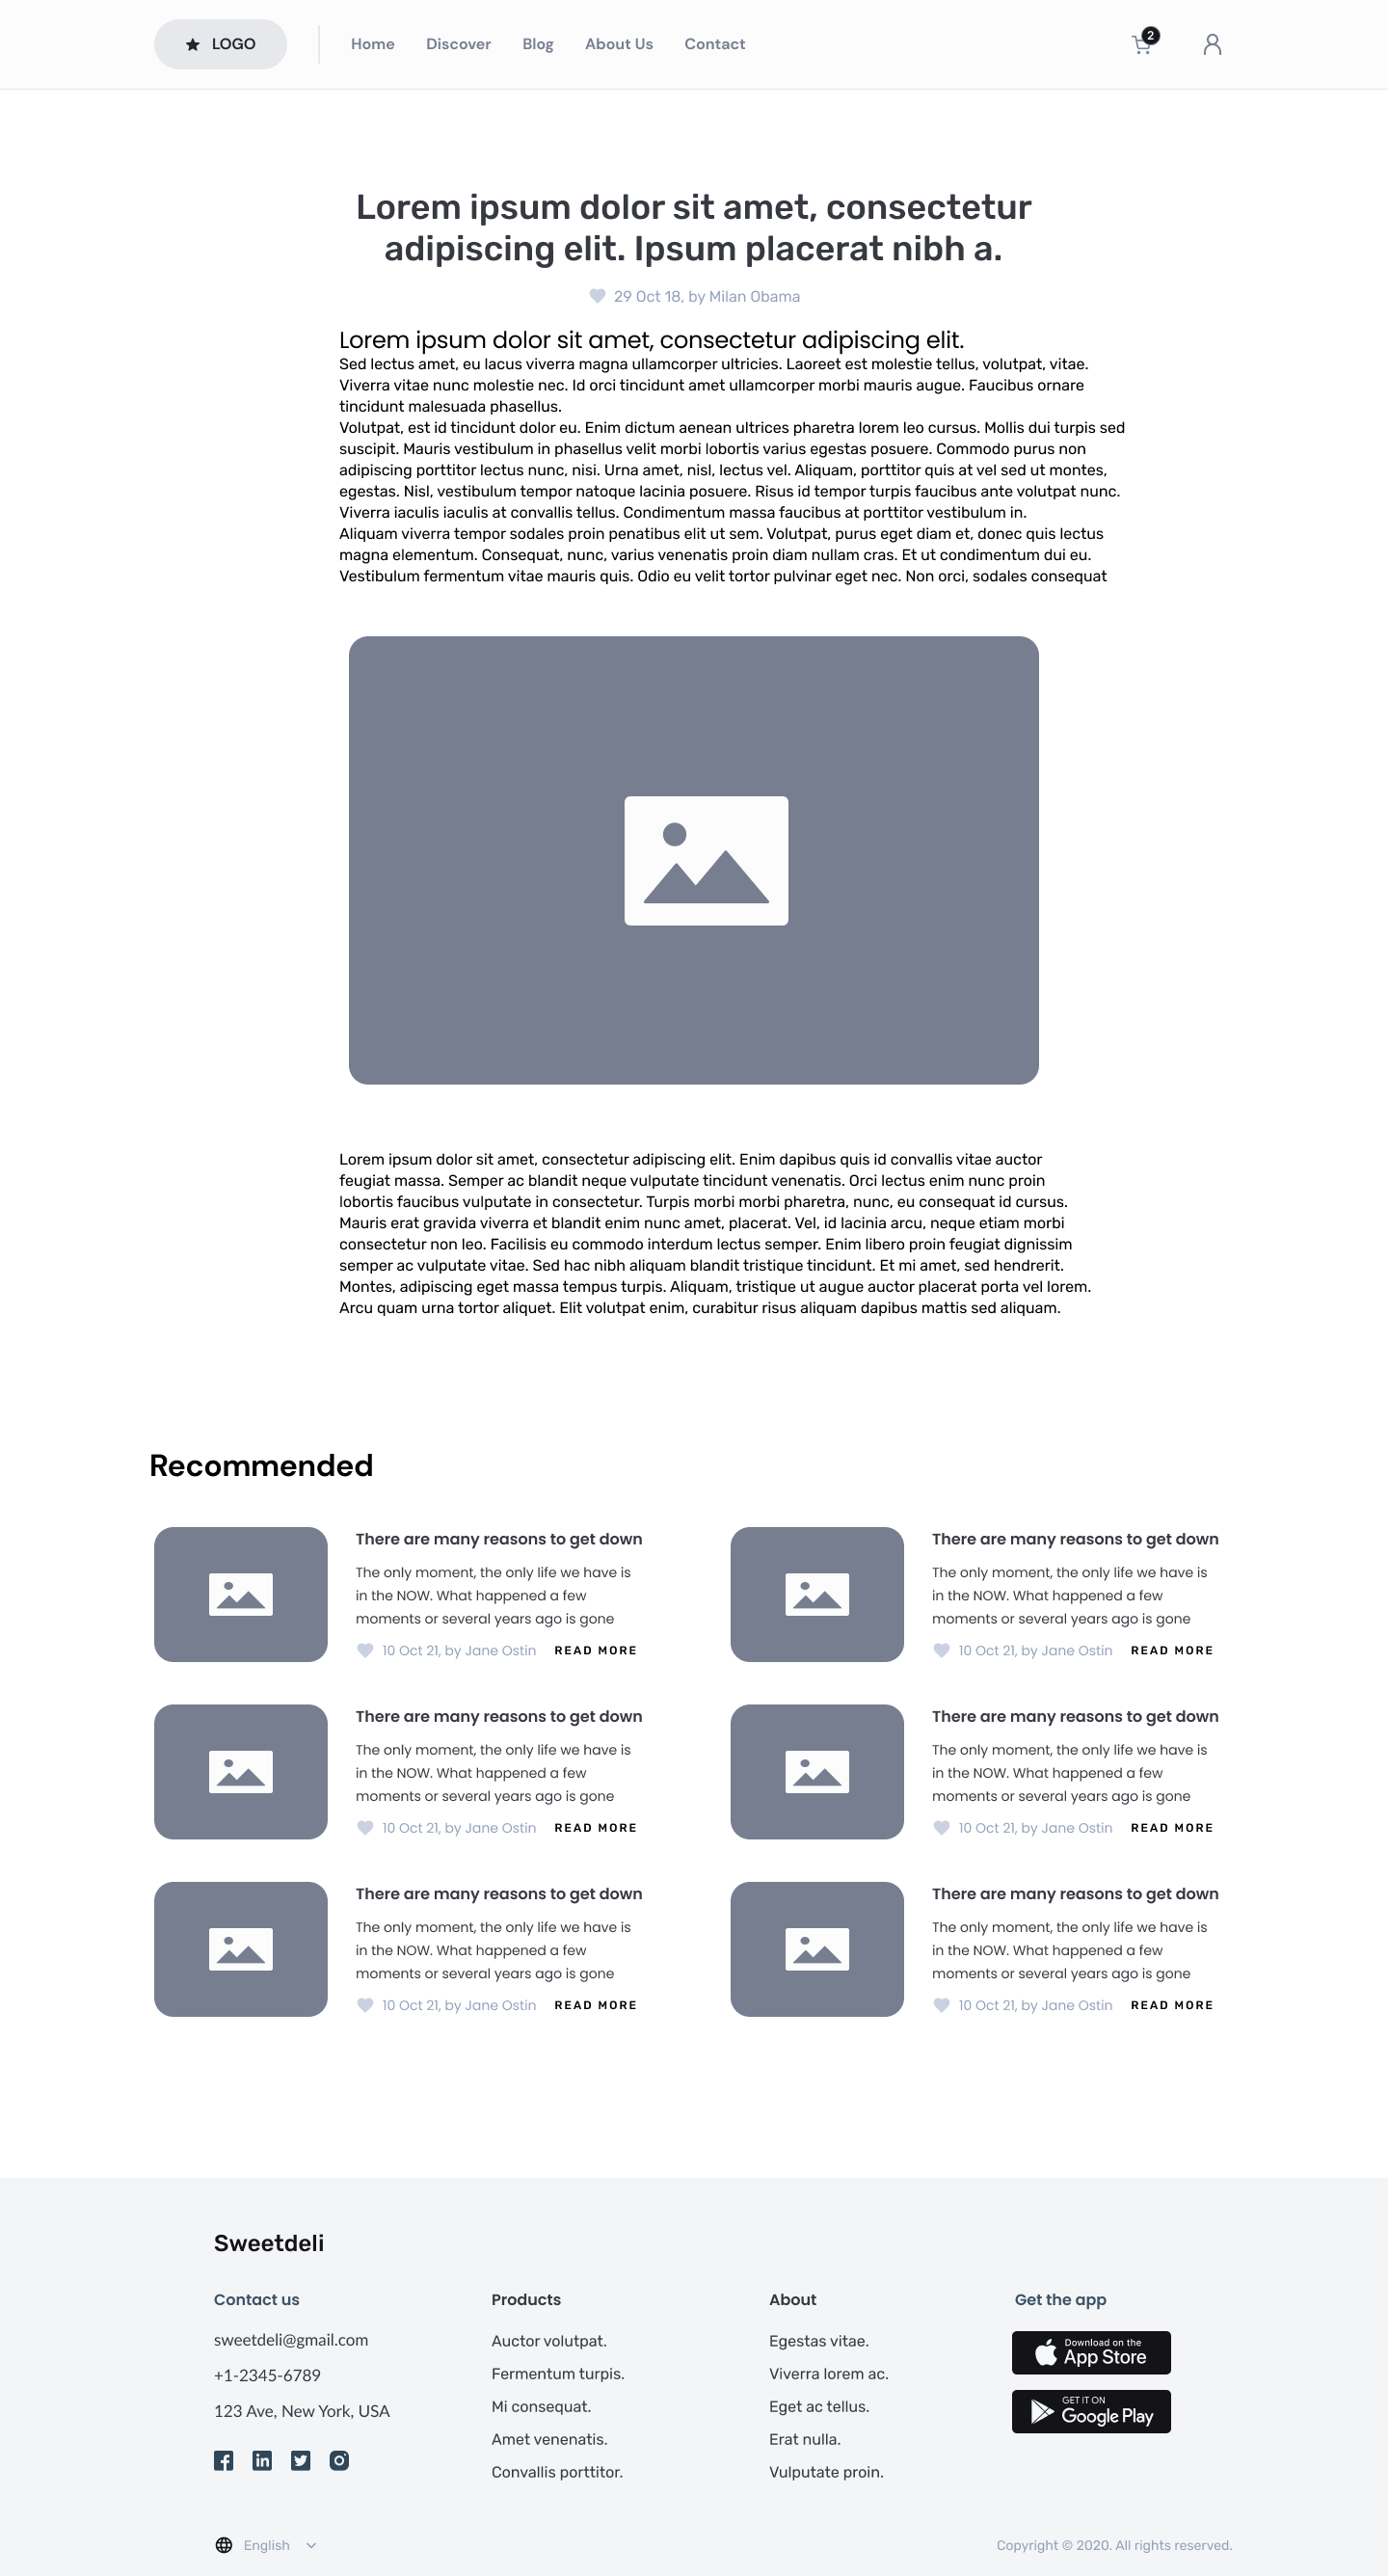 LOGO
Home Discover Blog About Us Contact
2
Lorem ipsum dolor sit amet, consectetur
adipiscing elit. Ipsum placerat nibh a.
29 Oct 18, by Milan Obama
Lorem ipsum dolor sit amet, consectetur adipiscing elit.
Sed lectus amet, eu lacus viverra magna ullamcorper ultricies. Laoreet est molestie tellus, volutpat, vitae.
Viverra vitae nunc molestie nec. Id orci tincidunt amet ullamcorper morbi mauris augue. Faucibus ornare
tincidunt malesuada phasellus.
Volutpat, est id tincidunt dolor eu. Enim dictum aenean ultrices pharetra lorem leo cursus. Mollis dui turpis sed
suscipit. Mauris vestibulum in phasellus velit morbi lobortis varius egestas posuere. Commodo purus non
adipiscing porttitor lectus nunc, nisi. Urna amet, nisl, lectus vel. Aliquam, porttitor quis at vel sed ut montes,
egestas. Nisl, vestibulum tempor natoque lacinia posuere. Risus id tempor turpis faucibus ante volutpat nunc.
Viverra iaculis iaculis at convallis tellus. Condimentum massa faucibus at porttitor vestibulum in.
Aliquam viverra tempor sodales proin penatibus elit ut sem. Volutpat, purus eget diam et, donec quis lectus
magna elementum. Consequat, nunc, varius venenatis proin diam nullam cras. Et ut condimentum dui eu.
Vestibulum fermentum vitae mauris quis. Odio eu velit tortor pulvinar eget nec. Non orci, sodales consequat
Lorem ipsum dolor sit amet, consectetur adipiscing elit. Enim dapibus quis id convallis vitae auctor
feugiat massa. Semper ac blandit neque vulputate tincidunt venenatis. Orci lectus enim nunc proin
lobortis faucibus vulputate in consectetur. Turpis morbi morbi pharetra, nunc, eu consequat id cursus.
Mauris erat gravida viverra et blandit enim nunc amet, placerat. Vel, id lacinia arcu, neque etiam morbi
consectetur non leo. Facilisis eu commodo interdum lectus semper. Enim libero proin feugiat dignissim
semper ac vulputate vitae. Sed hac nibh aliquam blandit tristique tincidunt. Et mi amet, sed hendrerit.
Montes, adipiscing eget massa tempus turpis. Aliquam, tristique ut augue auctor placerat porta vel lorem.
Arcu quam urna tortor aliquet. Elit volutpat enim, curabitur risus aliquam dapibus mattis sed aliquam.
Recommended
There are many reasons to get down
The only moment, the only life we have is
in the NOW. What happened a few
moments or several years ago is gone
10 Oct 21, by Jane Ostin READ MORE
There are many reasons to get down
The only moment, the only life we have is
in the NOW. What happened a few
moments or several years ago is gone
10 Oct 21, by Jane Ostin READ MORE
There are many reasons to get down
The only moment, the only life we have is
in the NOW. What happened a few
moments or several years ago is gone
10 Oct 21, by Jane Ostin READ MORE
There are many reasons to get down
The only moment, the only life we have is
in the NOW. What happened a few
moments or several years ago is gone
10 Oct 21, by Jane Ostin READ MORE
There are many reasons to get down
The only moment, the only life we have is
in the NOW. What happened a few
moments or several years ago is gone
10 Oct 21, by Jane Ostin READ MORE
There are many reasons to get down
The only moment, the only life we have is
in the NOW. What happened a few
moments or several years ago is gone
10 Oct 21, by Jane Ostin READ MORE
Sweetdeli
Contact us
sweetdeli@gmail.com
+1-2345-6789
123 Ave, New York, USA
Products
Auctor volutpat.
Fermentum turpis.
Mi consequat.
Amet venenatis.
Convallis porttitor.
About
Egestas vitae.
Viverra lorem ac.
Eget ac tellus.
Erat nulla.
Vulputate proin.
Get the app
Download on the
App Store
GET IT ON
Google Play
English
Copyright © 2020. All rights reserved.